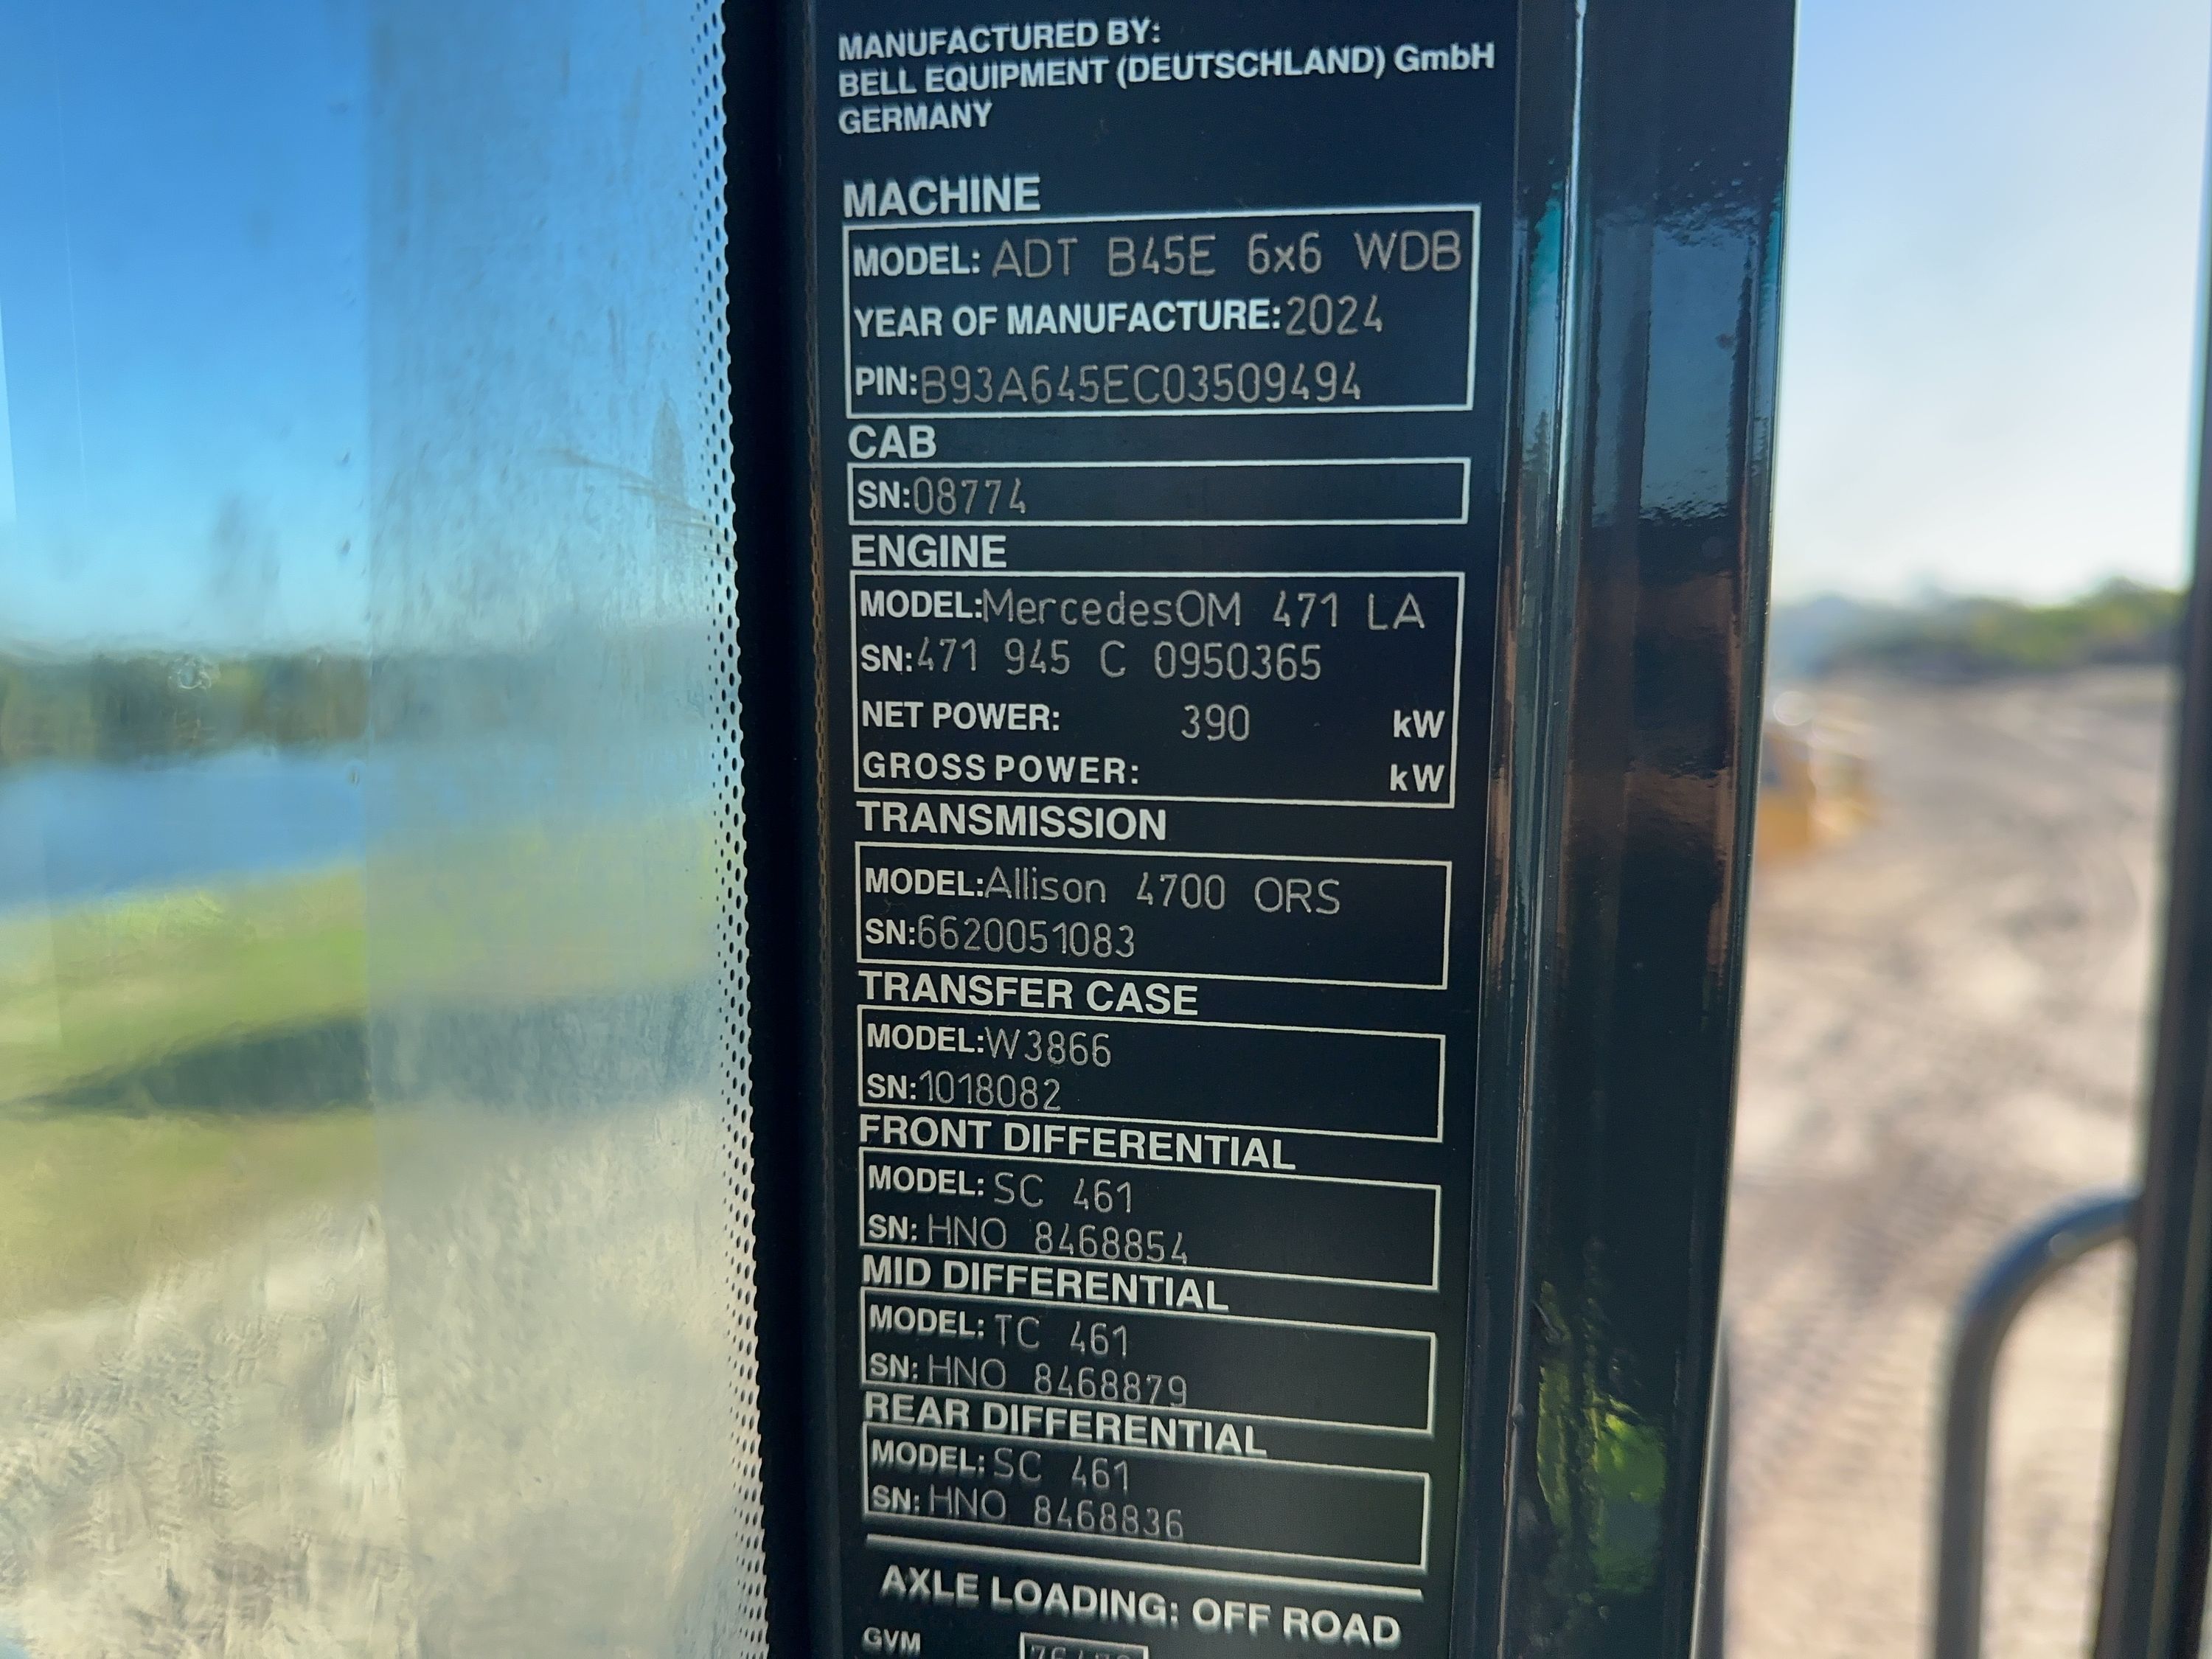 MANUFACTURED BY:
BELL EQUIPMENT (DEUTSCHLAND) GmbH
GERMANY
MACHINE
MODEL: ADT B45E 6x6 WDB
YEAR OF MANUFACTURE: 2024
PIN: B93A645EC03509494
CAB
SN: 08774
ENGINE
MODEL: MercedesOM 471 LA
SN: 471 945 C 0950365
NET POWER: 390 kW
GROSS POWER: kW
TRANSMISSION
MODEL: Allison 4700 ORS
SN: 6620051083
TRANSFER CASE
MODEL: W3866
SN: 1018082
FRONT DIFFERENTIAL
MODEL: SC 461
SN: HNO 8468854
MID DIFFERENTIAL
MODEL: TC 461
SN: HNO 8468879
REAR DIFFERENTIAL
MODEL: SC 461
SN: HNO 8468836
AXLE LOADING: OFF ROAD
GVM